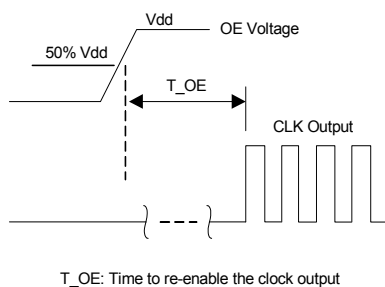 Vdd
OE Voltage
50% Vdd
T_OE
CLK Output
T_OE: Time to re-enable the clock output